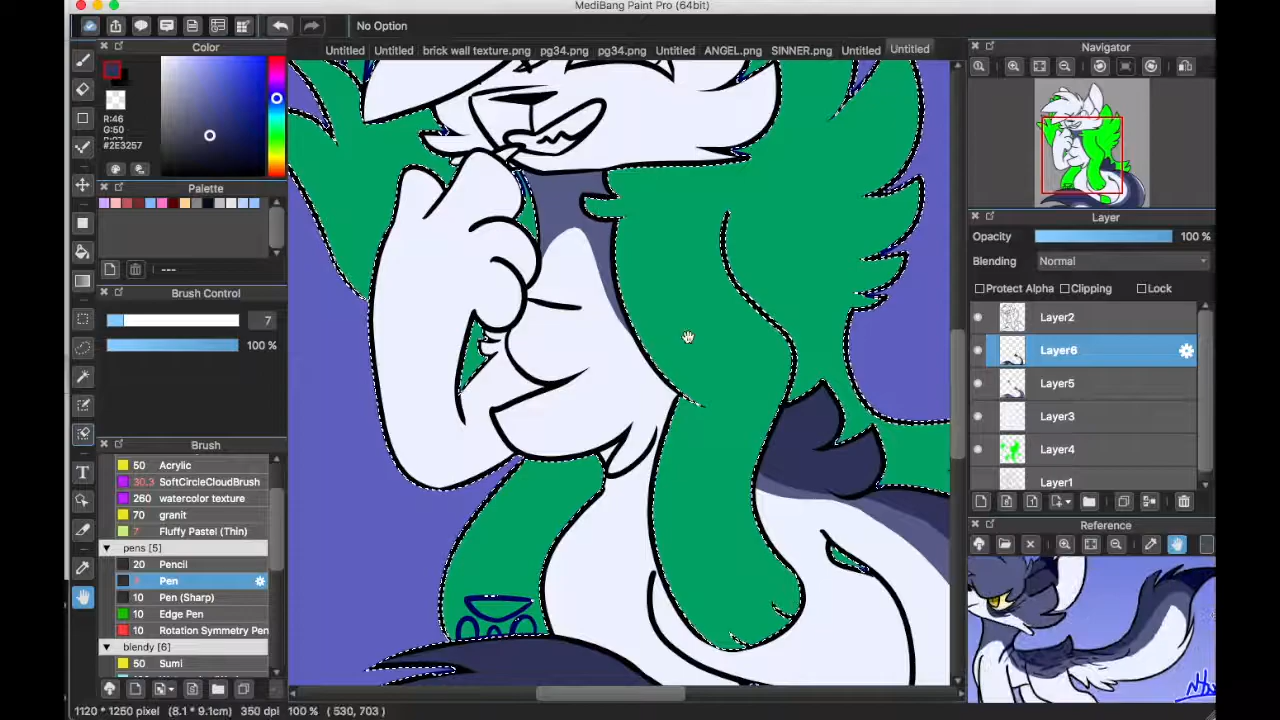 MediBang Paint Pro (64bit)
No Option
Untitled Untitled brick wall texture.png pg34.png pg34.png Untitled ANGEL.png SINNER.png Untitled Untitled
Color
R:46
G:50
#2E3257
Palette
---
Brush Control
7
100 %
Brush
50 Acrylic
30.3 SoftCircleCloudBrush
260 watercolor texture
70 granit
7 Fluffy Pastel (Thin)
pens [5]
20 Pencil
Pen
10 Pen (Sharp)
10 Edge Pen
10 Rotation Symmetry Pen
blendy [6]
50 Sumi
Navigator
Layer
Opacity 100 %
Blending Normal
Protect Alpha Clipping Lock
Layer2
Layer6
Layer5
Layer3
Layer4
Layer1
Reference
1120 * 1250 pixel (8.1 * 9.1cm) 350 dpi 100 % ( 530, 703 )